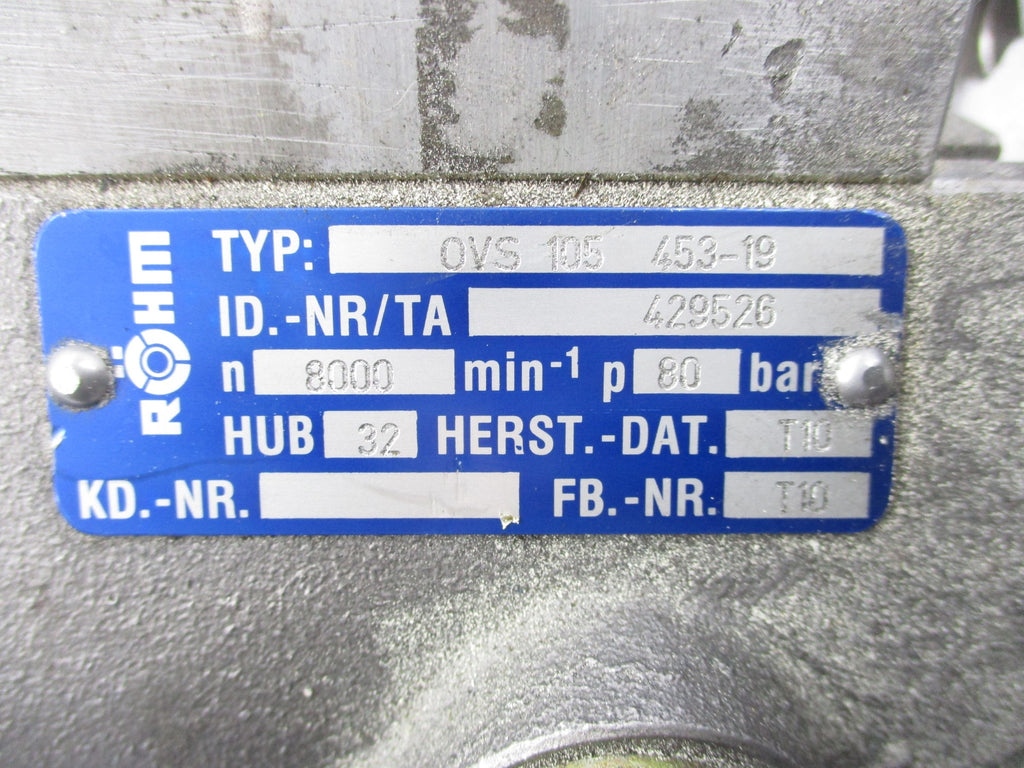 RÖHM
TYP: OVS 105 453-19
ID.-NR/TA 429526
n 8000 min-1 p 80 bar
HUB 32 HERST.-DAT. T10
KD.-NR. FB.-NR. T10